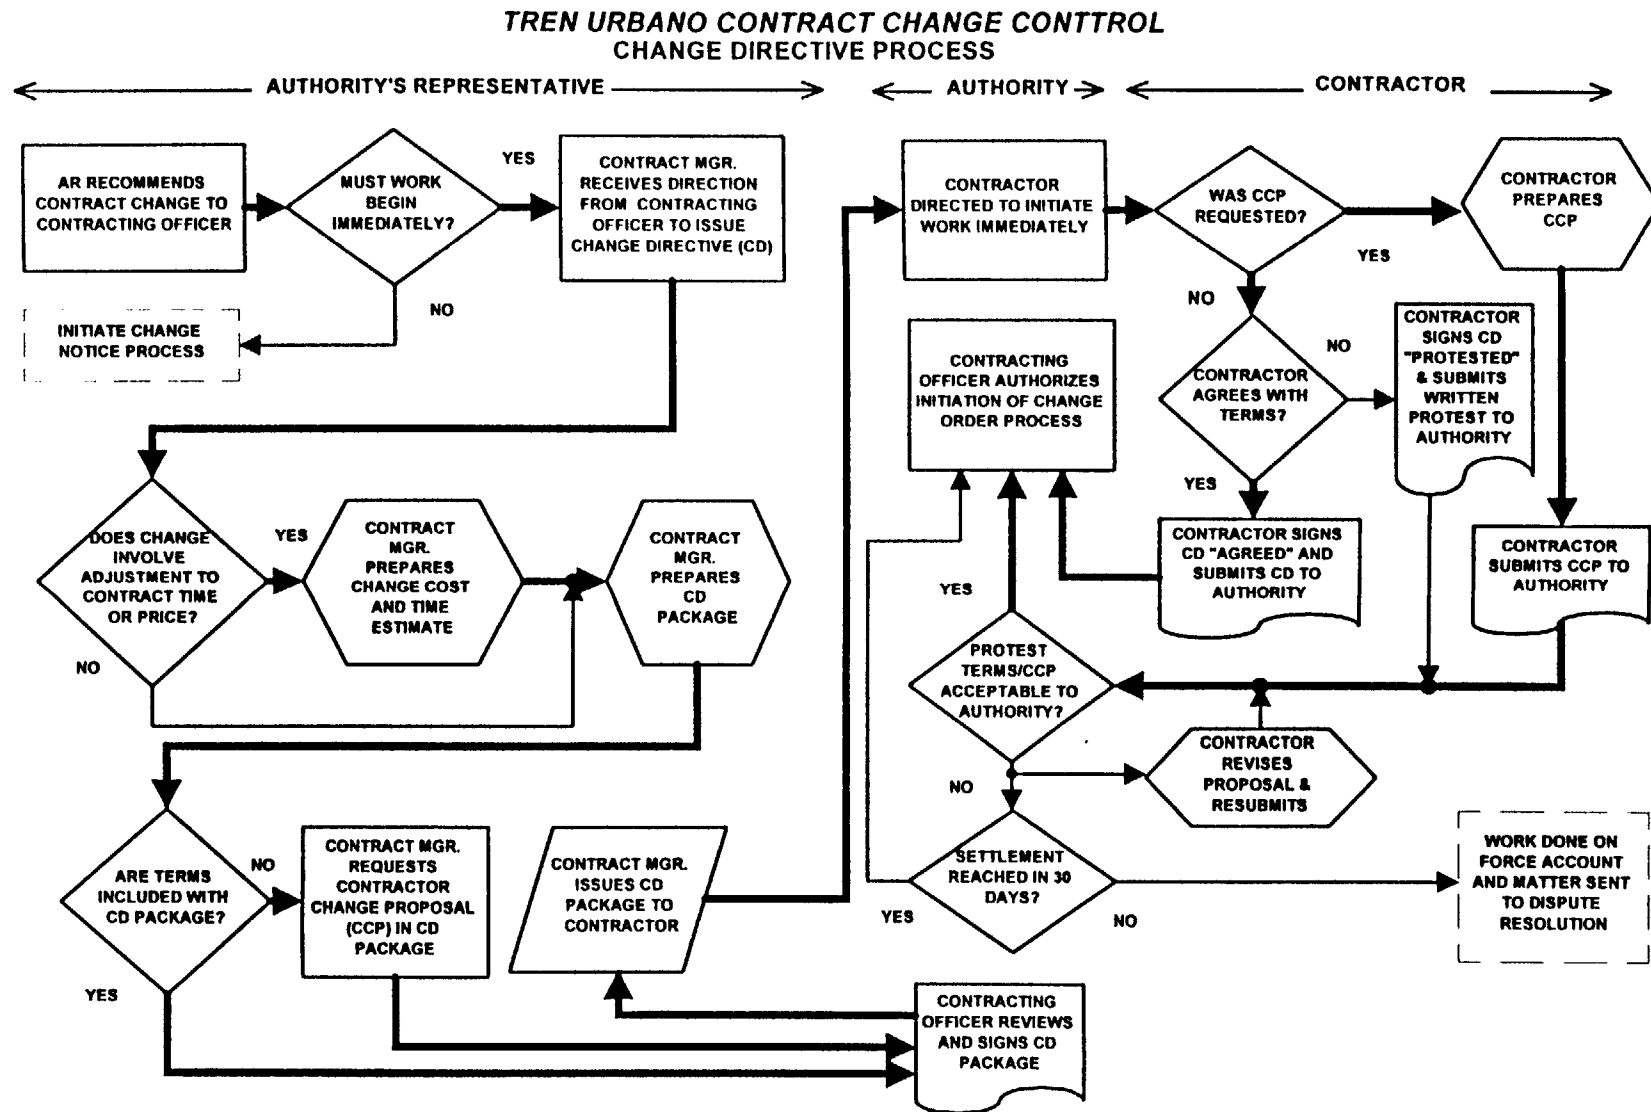 TREN URBANO CONTRACT CHANGE CONTTROL
CHANGE DIRECTIVE PROCESS
AUTHORITY'S REPRESENTATIVE
AUTHORITY
CONTRACTOR
AR RECOMMENDS
CONTRACT CHANGE TO
CONTRACTING OFFICER
MUST WORK
BEGIN
IMMEDIATELY?
YES
NO
CONTRACT MGR.
RECEIVES DIRECTION
FROM CONTRACTING
OFFICER TO ISSUE
CHANGE DIRECTIVE (CD)
INITIATE CHANGE
NOTICE PROCESS
DOES CHANGE
INVOLVE
ADJUSTMENT TO
CONTRACT TIME
OR PRICE?
YES
NO
CONTRACT
MGR.
PREPARES
CHANGE COST
AND TIME
ESTIMATE
CONTRACT
MGR.
PREPARES
CD
PACKAGE
ARE TERMS
INCLUDED WITH
CD PACKAGE?
NO
YES
CONTRACT MGR.
REQUESTS
CONTRACTOR
CHANGE PROPOSAL
(CCP) IN CD
PACKAGE
CONTRACT MGR.
ISSUES CD
PACKAGE TO
CONTRACTOR
CONTRACTING
OFFICER REVIEWS
AND SIGNS CD
PACKAGE
CONTRACTOR
DIRECTED TO INITIATE
WORK IMMEDIATELY
WAS CCP
REQUESTED?
YES
NO
CONTRACTOR
PREPARES
CCP
CONTRACTING
OFFICER AUTHORIZES
INITIATION OF CHANGE
ORDER PROCESS
CONTRACTOR
AGREES WITH
TERMS?
NO
YES
CONTRACTOR
SIGNS CD
"PROTESTED"
& SUBMITS
WRITTEN
PROTEST TO
AUTHORITY
CONTRACTOR SIGNS
CD "AGREED" AND
SUBMITS CD TO
AUTHORITY
CONTRACTOR
SUBMITS CCP TO
AUTHORITY
YES
PROTEST
TERMS/CCP
ACCEPTABLE TO
AUTHORITY?
NO
CONTRACTOR
REVISES
PROPOSAL &
RESUBMITS
SETTLEMENT
REACHED IN 30
DAYS?
YES
NO
WORK DONE ON
FORCE ACCOUNT
AND MATTER SENT
TO DISPUTE
RESOLUTION